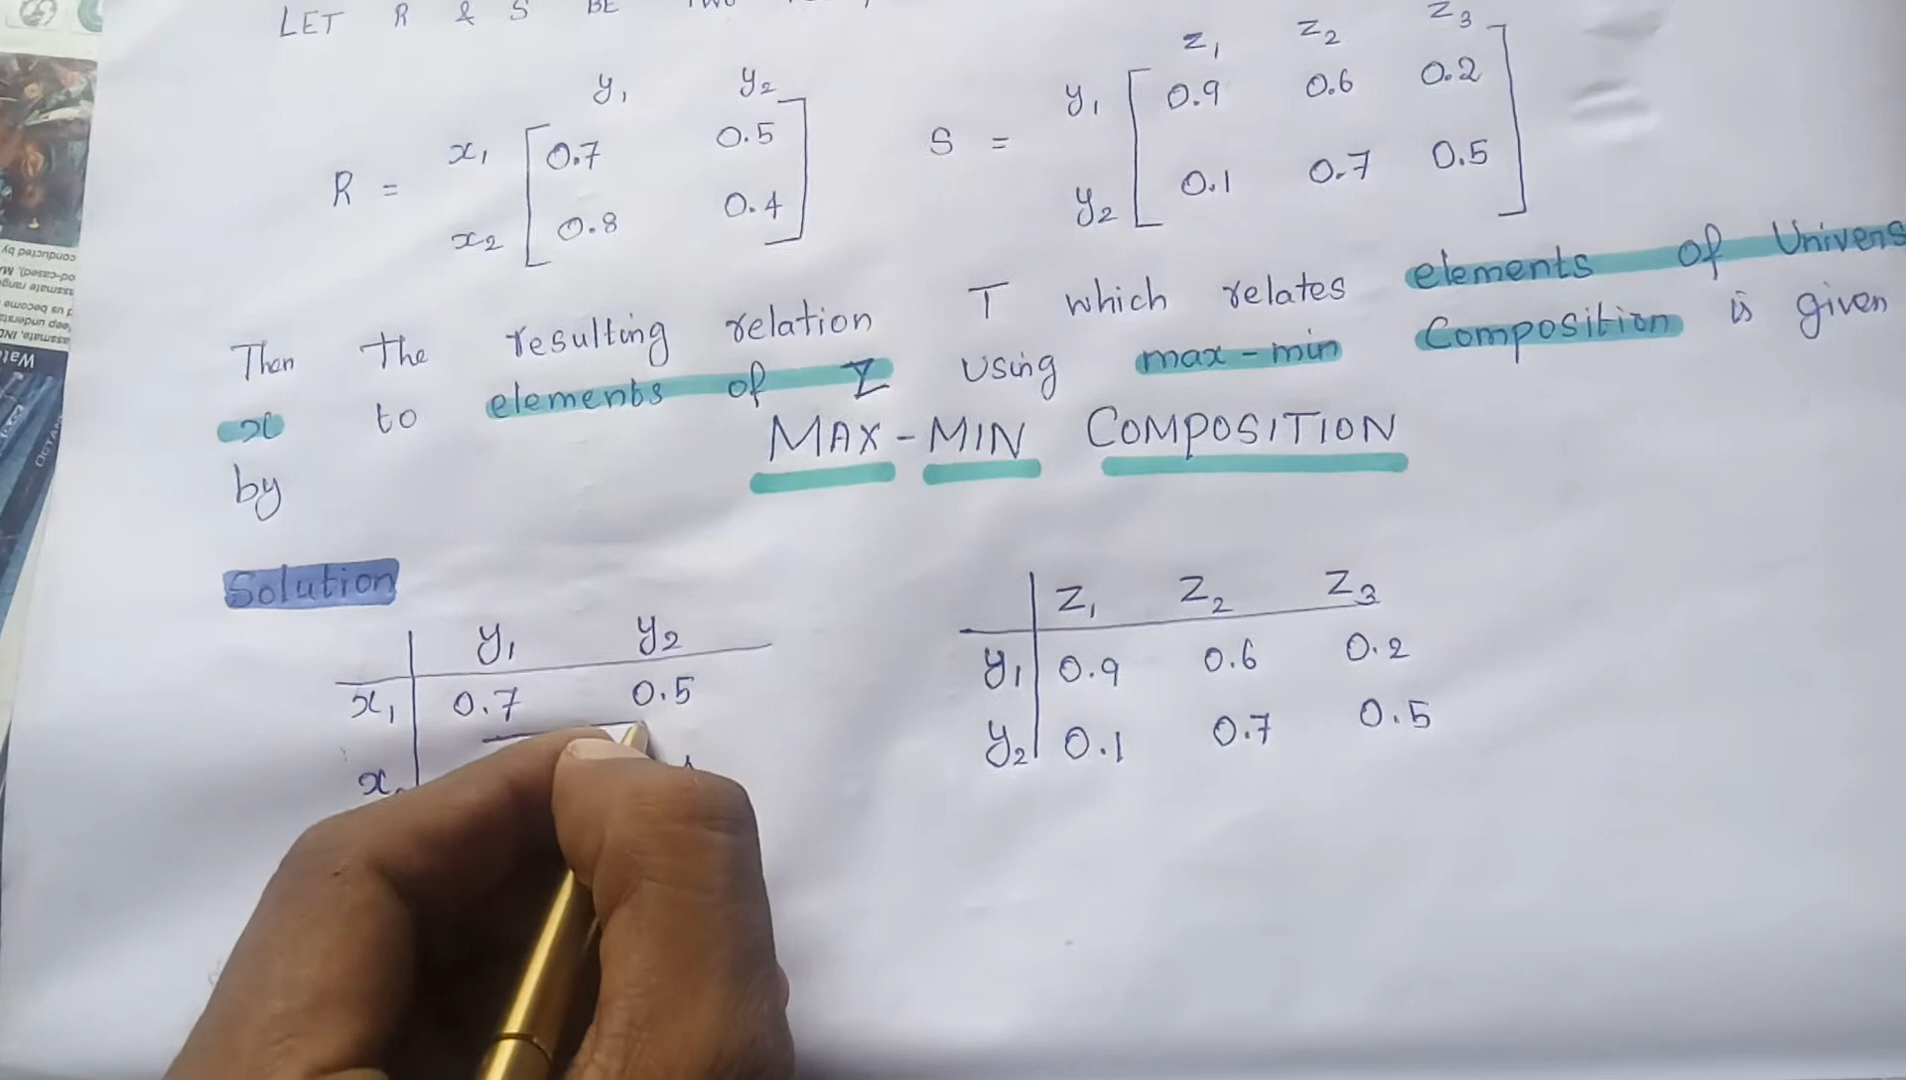 LET R & S BE TWO
y1 y2
R = x1 [ 0.7 0.5 ]
x2 [ 0.8 0.4 ]
z1 z2 z3
S = y1 [ 0.9 0.6 0.2 ]
y2 [ 0.1 0.7 0.5 ]
Then the resulting relation T which relates elements of Univers
x to elements of Z using max-min Composition is given
by
MAX-MIN COMPOSITION
Solution
y1 y2
x1 0.7 0.5
x
z1 z2 z3
y1 0.9 0.6 0.2
y2 0.1 0.7 0.5